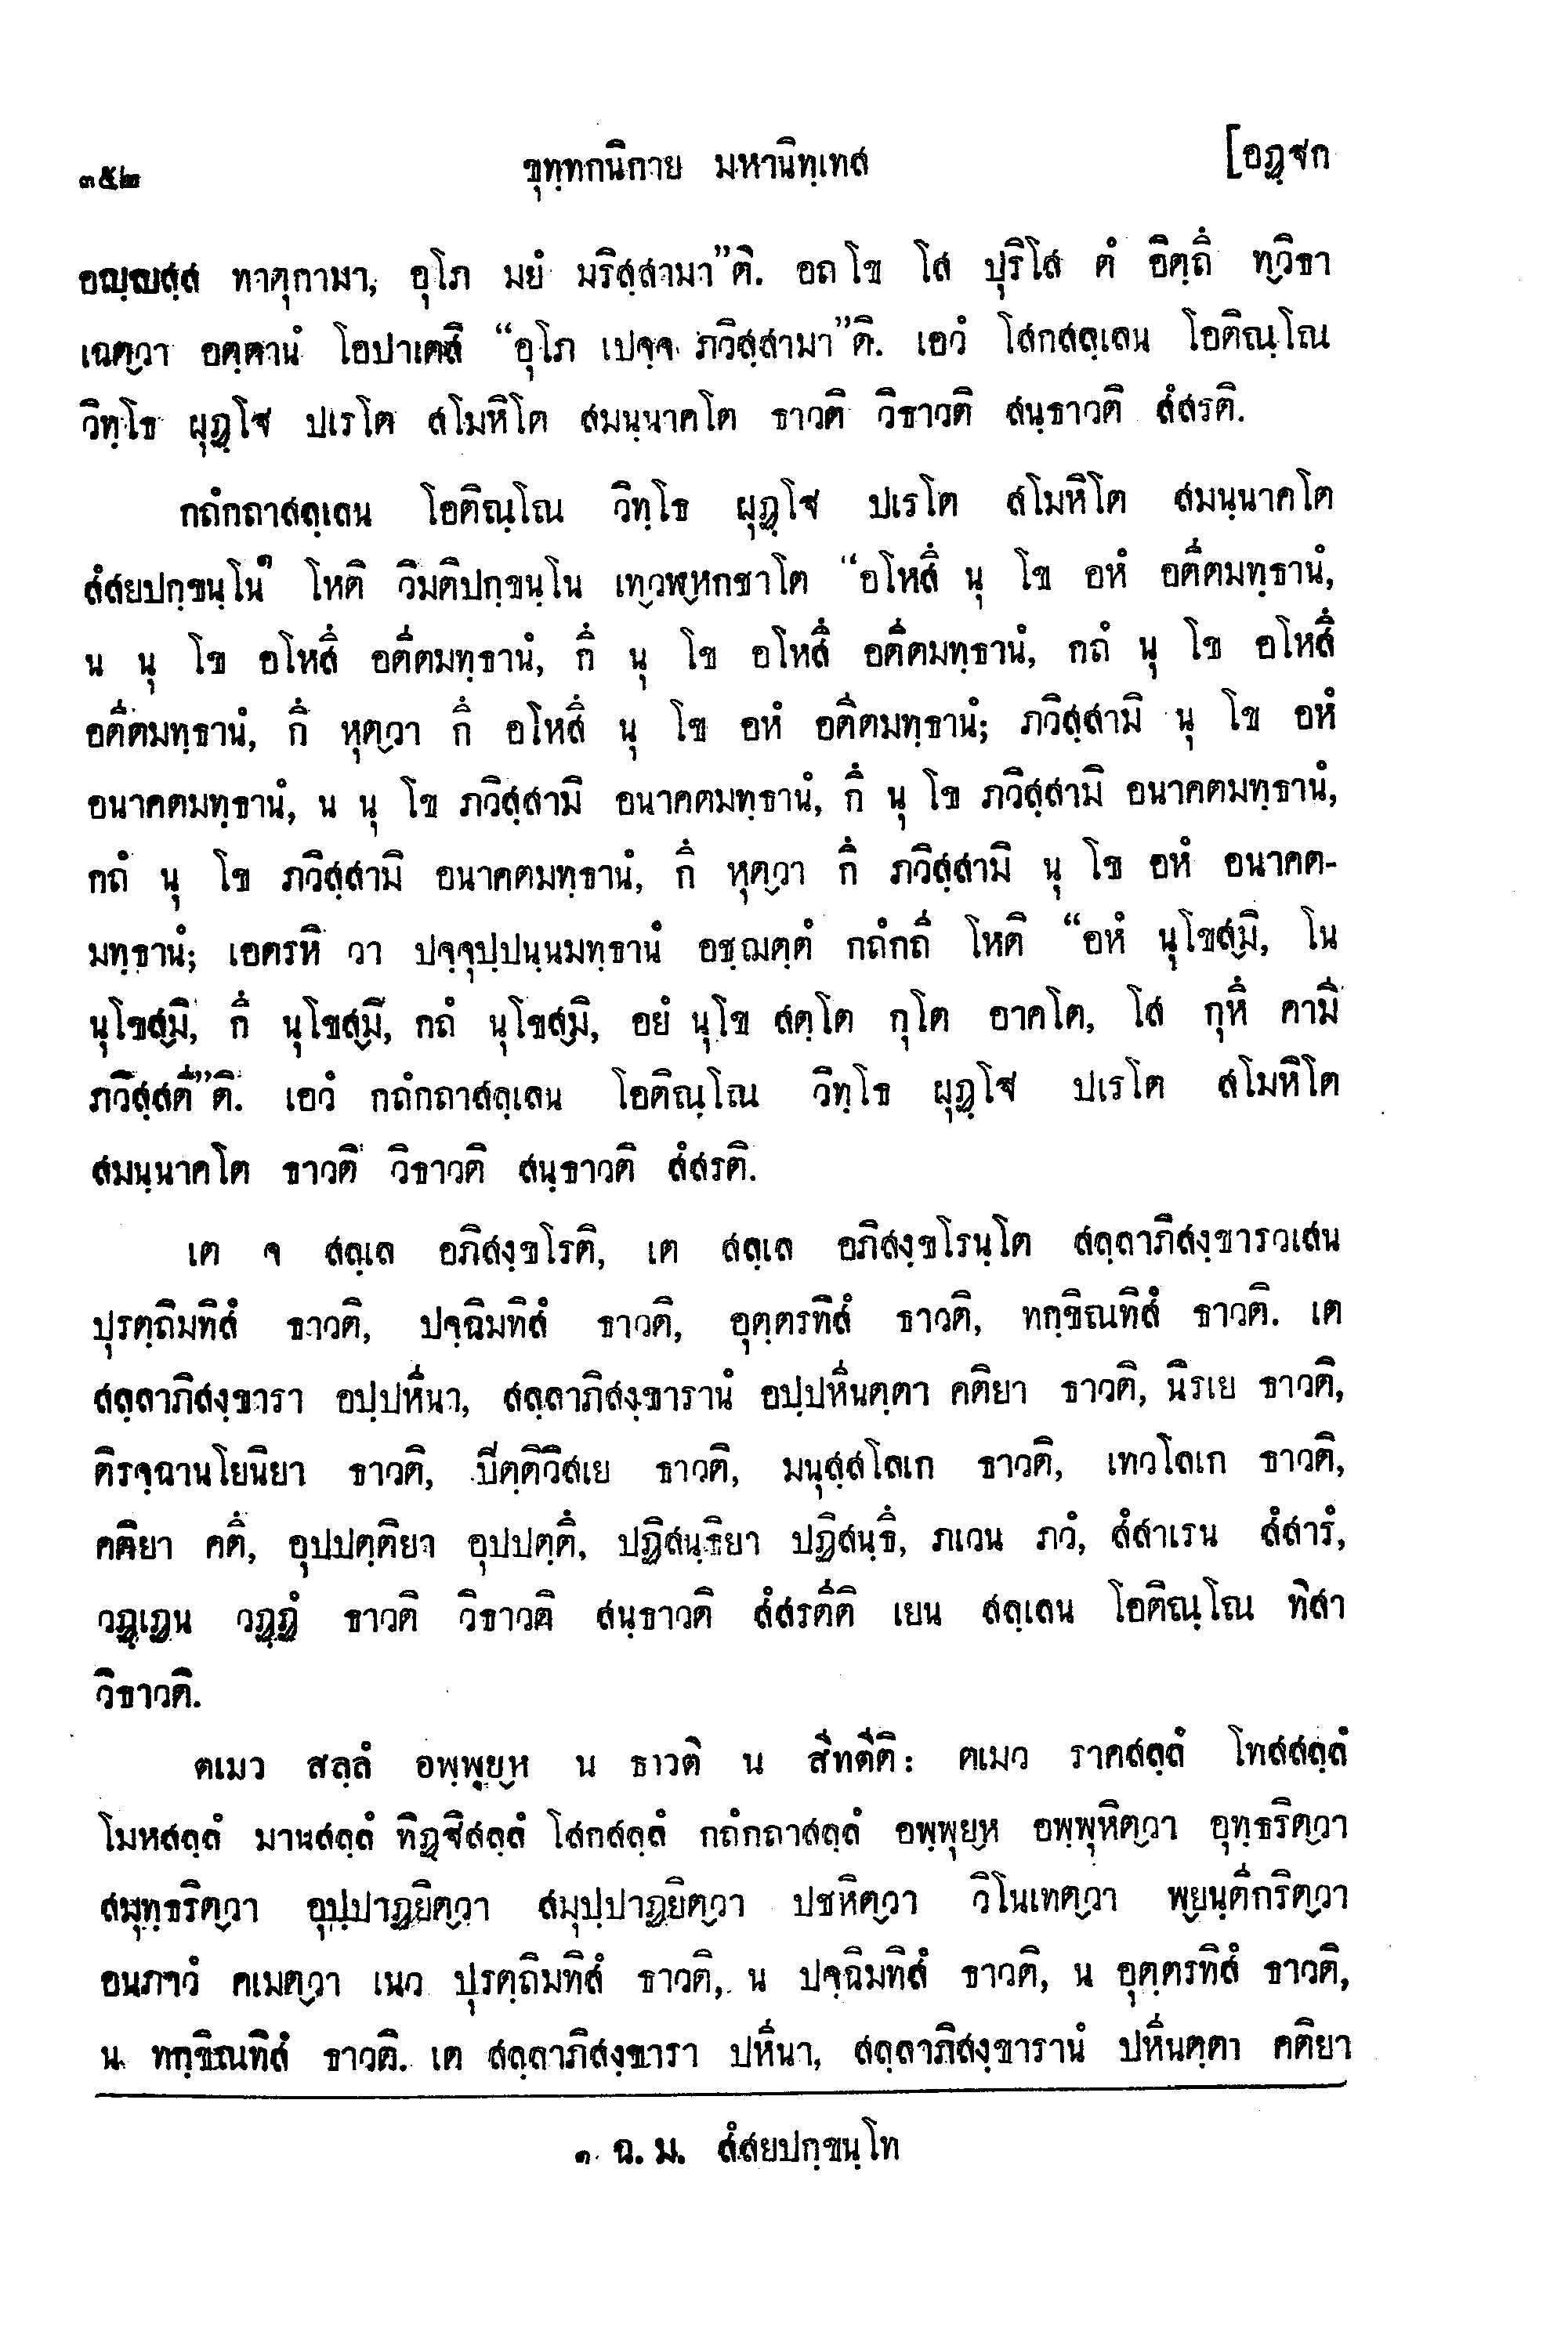 ๓๕๒ ขุทฺทกนิกาย มหานิทฺเทส [อฏฺฐก
อญฺญสฺส ทาตุกามา, อุโภ มยํ มริสฺสามา”ติ. อถ โข โส ปุริโส ตํ อิตฺถึ ทฺวิธา
เฉตฺวา อตฺตานํ โอปาเตสิ “อุโภ เปจฺจ ภวิสฺสามา”ติ. เอวํ โสกสลฺเลน โอติณฺโณ
วิทฺโธ ผุฏฺโฐ ปเรโต สโมหิโต สมนฺนาคโต ธาวติ วิธาวติ สนฺธาวติ สํสรติ.
กถํกถาสลฺเลน โอติณฺโณ วิทฺโธ ผุฏฺโฐ ปเรโต สโมหิโต สมนฺนาคโต
สํสยปกฺขนฺโน๑ โหติ วิมติปกฺขนฺโน เทฺวฬฺหกชาโต “อโหสึ นุ โข อหํ อตีตมทฺธานํ,
น นุ โข อโหสึ อตีตมทฺธานํ, กึ นุ โข อโหสึ อตีตมทฺธานํ, กถํ นุ โข อโหสึ
อตีตมทฺธานํ, กึ หุตฺวา กึ อโหสึ นุ โข อหํ อตีตมทฺธานํ; ภวิสฺสามิ นุ โข อหํ
อนาคตมทฺธานํ, น นุ โข ภวิสฺสามิ อนาคตมทฺธานํ, กึ นุ โข ภวิสฺสามิ อนาคตมทฺธานํ,
กถํ นุ โข ภวิสฺสามิ อนาคตมทฺธานํ, กึ หุตฺวา กึ ภวิสฺสามิ นุ โข อหํ อนาคต-
มทฺธานํ; เอตรหิ วา ปจฺจุปฺปนฺนมทฺธานํ อชฺฌตฺตํ กถํกถี โหติ “อหํ นุโขสฺมิ, โน
นุโขสฺมิ, กึ นุโขสฺมิ, กถํ นุโขสฺมิ, อยํ นุโข สตฺโต กุโต อาคโต, โส กุหึ คามี
ภวิสฺสตี”ติ. เอวํ กถํกถาสลฺเลน โอติณฺโณ วิทฺโธ ผุฏฺโฐ ปเรโต สโมหิโต
สมนฺนาคโต ธาวติ วิธาวติ สนฺธาวติ สํสรติ.
เต จ สลฺเล อภิสงฺขโรติ, เต สลฺเล อภิสงฺขโรนฺโต สลฺลาภิสงฺขารวเสน
ปุรตฺถิมทิสํ ธาวติ, ปจฺฉิมทิสํ ธาวติ, อุตฺตรทิสํ ธาวติ, ทกฺขิณทิสํ ธาวติ. เต
สลฺลาภิสงฺขารา อปฺปหีนา, สลฺลาภิสงฺขารานํ อปฺปหีนตฺตา คติยา ธาวติ, นิรเย ธาวติ,
ติรจฺฉานโยนิยา ธาวติ, ปีตฺติวิสเย ธาวติ, มนุสฺสโลเก ธาวติ, เทวโลเก ธาวติ,
คติยา คตึ, อุปปตฺติยา อุปปตฺตึ, ปฏิสนฺธิยา ปฏิสนฺธึ, ภเวน ภวํ, สํสาเรน สํสารํ,
วฏฺเฏน วฏฺฏํ ธาวติ วิธาวติ สนฺธาวติ สํสรตีติ เยน สลฺเลน โอติณฺโณ ทิสา
วิธาวติ.
ตเมว สลฺลํ อพฺพุยฺห น ธาวติ น สีทตีติ: ตเมว ราคสลฺลํ โทสสลฺลํ
โมหสลฺลํ มานสลฺลํ ทิฏฺฐิสลฺลํ โสกสลฺลํ กถํกถาสลฺลํ อพฺพุยฺห อพฺพุหิตฺวา อุทฺธริตฺวา
สมุทฺธริตฺวา อุปฺปาฏยิตฺวา สมุปฺปาฏยิตฺวา ปชหิตฺวา วิโนเทตฺวา พฺยนฺตีกริตฺวา
อนภาวํ คเมตฺวา เนว ปุรตฺถิมทิสํ ธาวติ, น ปจฺฉิมทิสํ ธาวติ, น อุตฺตรทิสํ ธาวติ,
น ทกฺขิณทิสํ ธาวติ. เต สลฺลาภิสงฺขารา ปหีนา, สลฺลาภิสงฺขารานํ ปหีนตฺตา คติยา
๑. ฉ. ม. สํสยปกฺขนฺโท